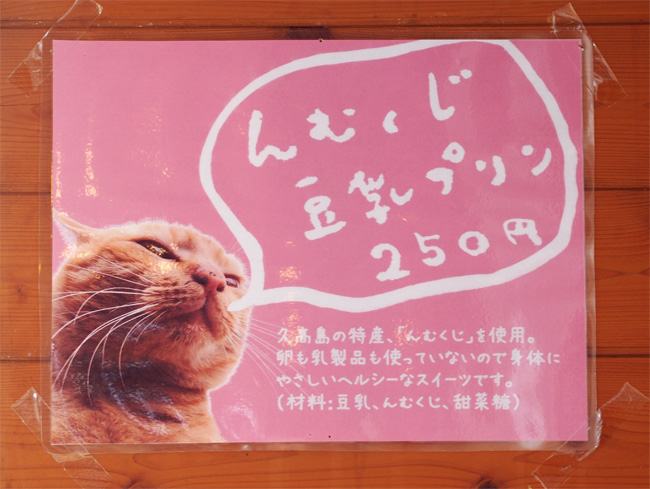 んむくじ
豆乳プリン
250円
久高島の特産、「んむくじ」を使用。
卵も乳製品も使っていないので身体に
やさしいヘルシーなスイーツです。
(材料:豆乳、んむくじ、甜菜糖)